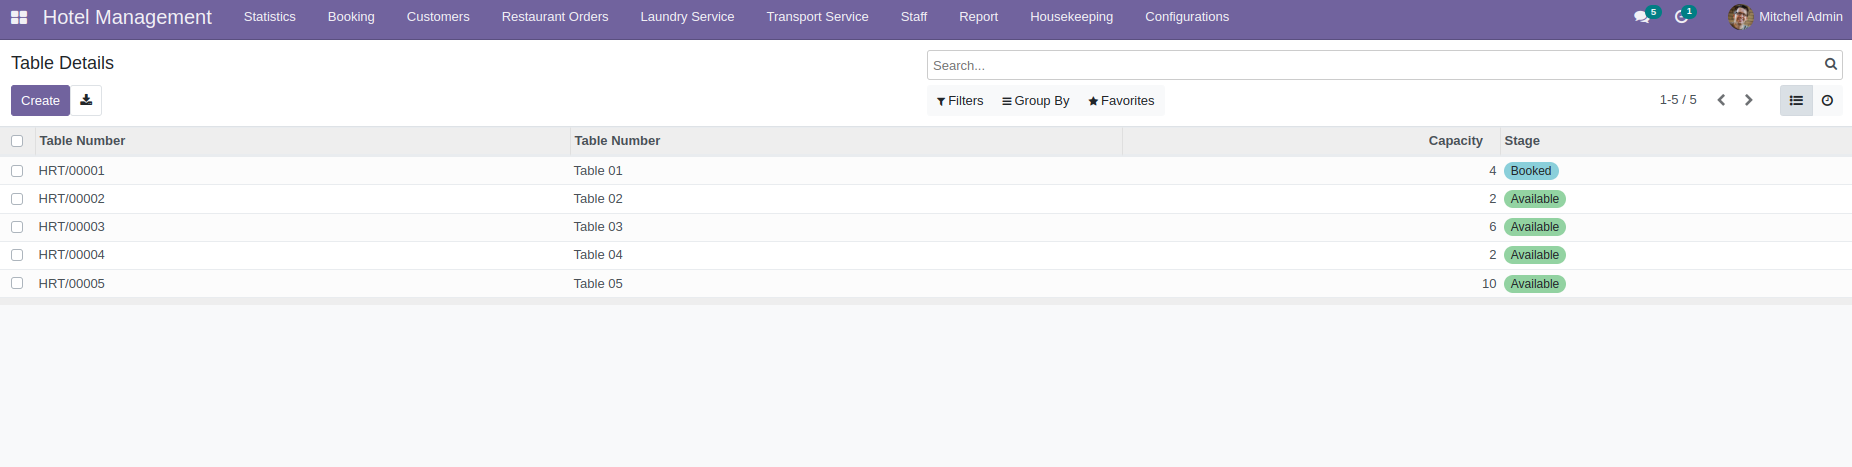 Hotel Management Statistics Booking Customers Restaurant Orders Laundry Service Transport Service Staff Report Housekeeping Configurations 5 1 Mitchell Admin
Table Details Search...
Create Filters Group By Favorites 1-5 / 5
Table Number Table Number Capacity Stage
HRT/00001 Table 01 4 Booked
HRT/00002 Table 02 2 Available
HRT/00003 Table 03 6 Available
HRT/00004 Table 04 2 Available
HRT/00005 Table 05 10 Available